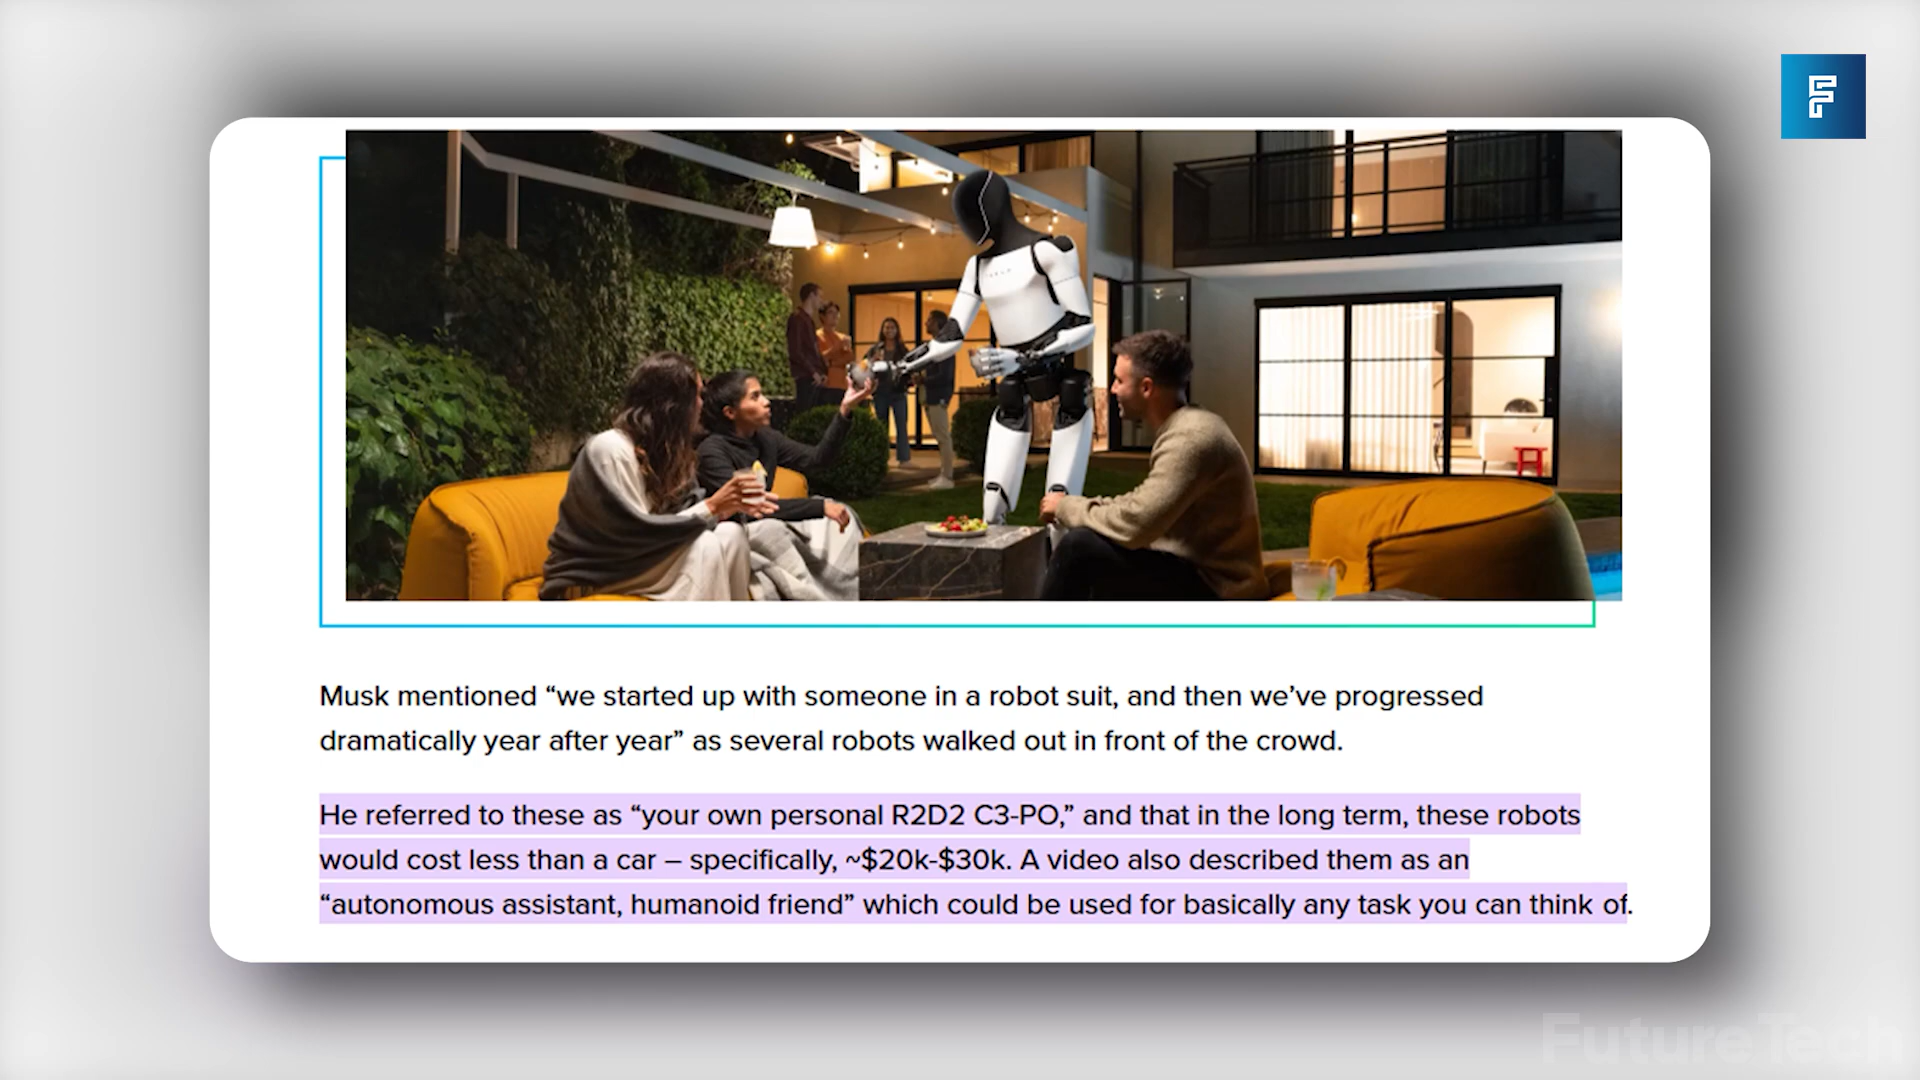 Musk mentioned “we started up with someone in a robot suit, and then we’ve progressed
dramatically year after year” as several robots walked out in front of the crowd.
He referred to these as “your own personal R2D2 C3-PO,” and that in the long term, these robots
would cost less than a car – specifically, ~$20k-$30k. A video also described them as an
“autonomous assistant, humanoid friend” which could be used for basically any task you can think of.
FutureTech